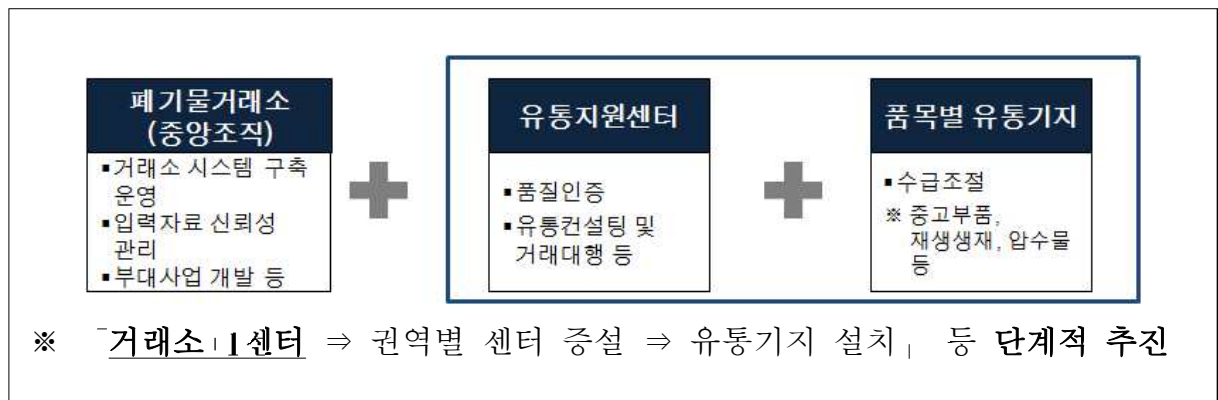 폐기물거래소
(중앙조직)
▪거래소 시스템 구축
운영
▪입력자료 신뢰성
관리
▪부대사업 개발 등
유통지원센터
▪품질인증
▪유통컨설팅 및
거래대행 등
품목별 유통기지
▪수급조절
※ 중고부품,
재생생재, 압수물
등
※ 「거래소+1센터 ⇒ 권역별 센터 증설 ⇒ 유통기지 설치」 등 단계적 추진